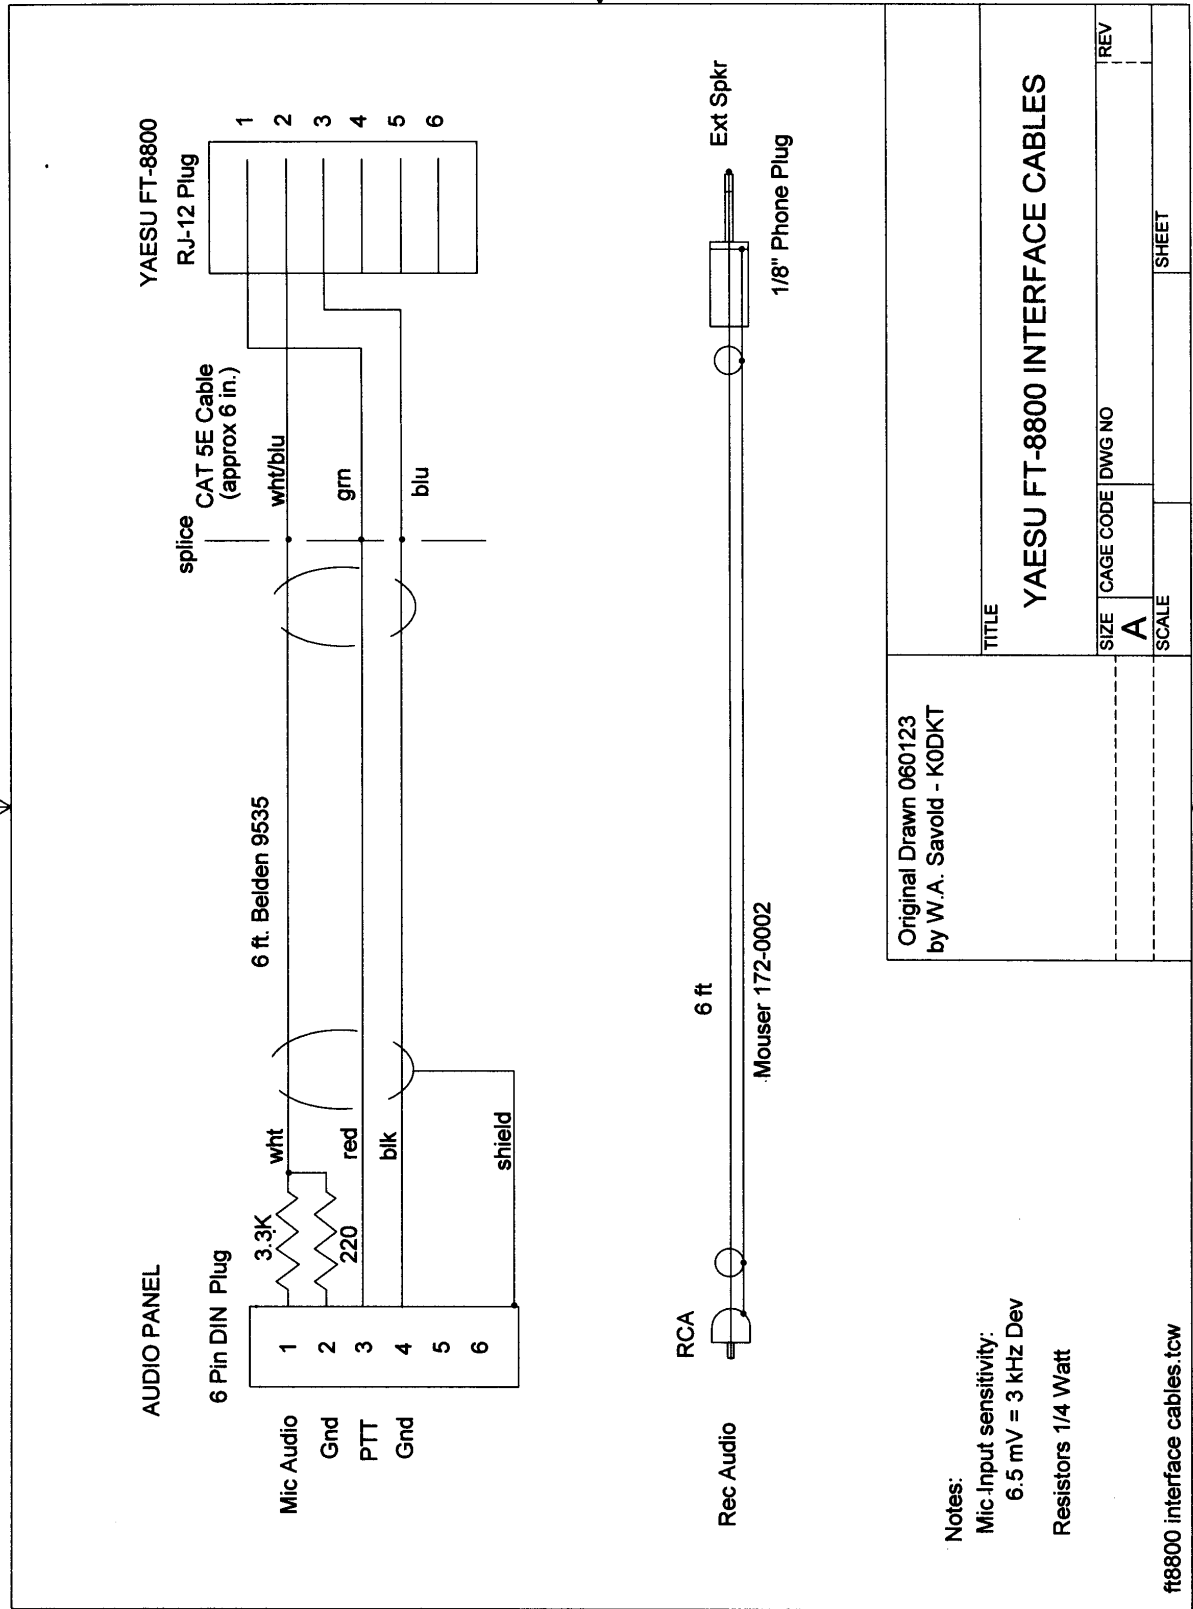 AUDIO PANEL
6 Pin DIN Plug
Mic Audio
Gnd
PTT
Gnd
1
2
3
4
5
6
3.3K
220
wht
red
blk
shield
6 ft. Belden 9535
splice
CAT 5E Cable
(approx 6 in.)
wht/blu
grn
blu
YAESU FT-8800
RJ-12 Plug
1
2
3
4
5
6
Rec Audio
RCA
6 ft
Mouser 172-0002
1/8" Phone Plug
Ext Spkr
Notes:
Mic Input sensitivity:
6.5 mV = 3 kHz Dev
Resistors 1/4 Watt
ft8800 interface cables.tcw
Original Drawn 060123
by W.A. Savold - K0DKT
TITLE
YAESU FT-8800 INTERFACE CABLES
SIZE
A
CAGE CODE
DWG NO
REV
SCALE
SHEET